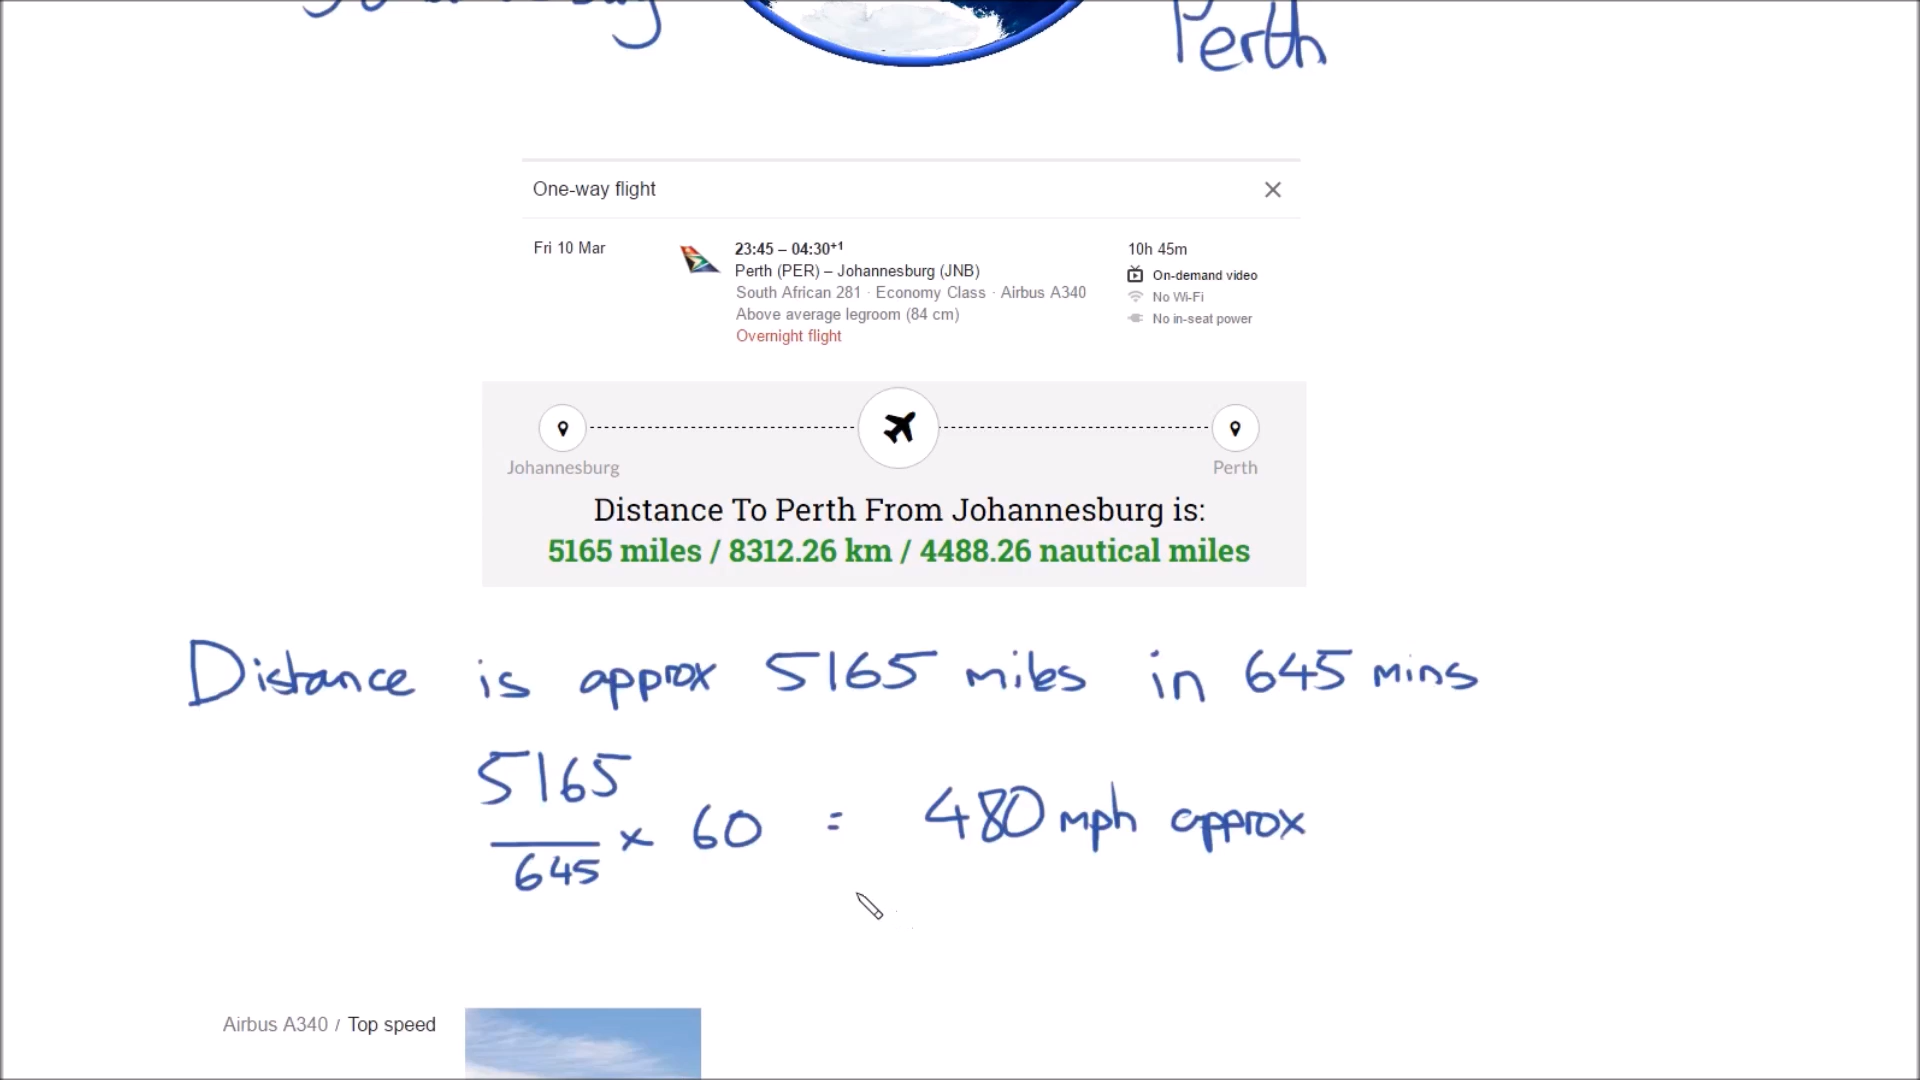 Perth
One-way flight
Fri 10 Mar
23:45 – 04:30+1
10h 45m
Perth (PER) – Johannesburg (JNB)
On-demand video
South African 281 · Economy Class · Airbus A340
No Wi-Fi
Above average legroom (84 cm)
No in-seat power
Overnight flight
Johannesburg
Perth
Distance To Perth From Johannesburg is:
5165 miles / 8312.26 km / 4488.26 nautical miles
Distance is approx 5165 miles in 645 mins
5165
645 x 60 = 480 mph approx
Airbus A340 / Top speed